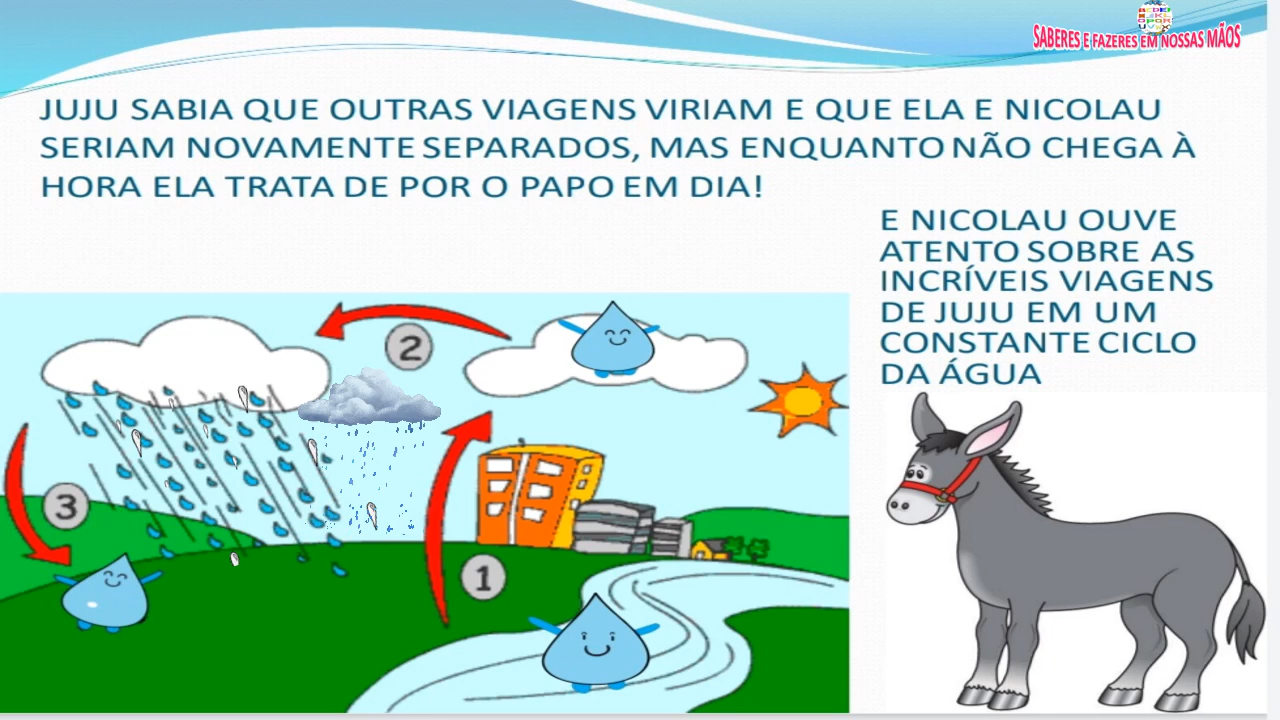 SABERES E FAZERES EM NOSSAS MÃOS
JUJU SABIA QUE OUTRAS VIAGENS VIRIAM E QUE ELA E NICOLAU
SERIAM NOVAMENTE SEPARADOS, MAS ENQUANTO NÃO CHEGA À
HORA ELA TRATA DE POR O PAPO EM DIA!
E NICOLAU OUVE
ATENTO SOBRE AS
INCRÍVEIS VIAGENS
DE JUJU EM UM
CONSTANTE CICLO
DA ÁGUA
2
3
1